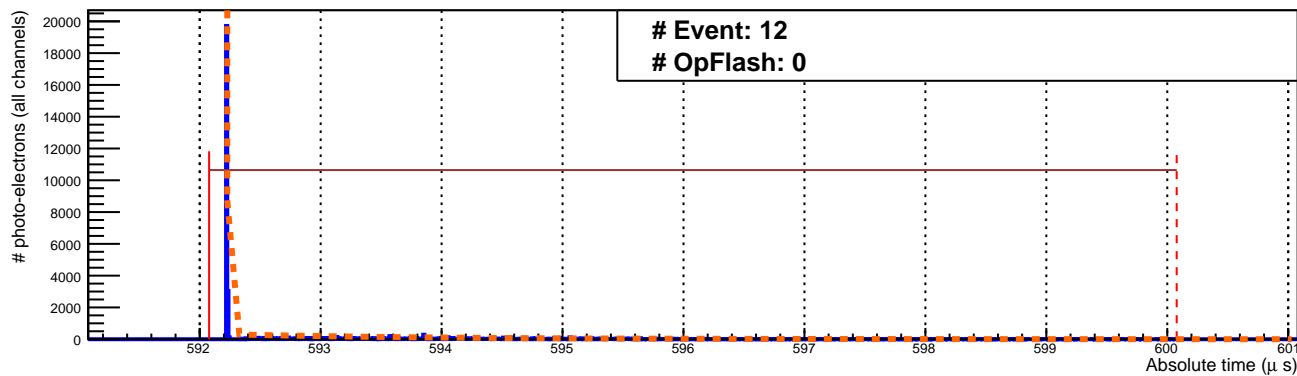 # Event: 12
# OpFlash: 0
# photo-electrons (all channels)
20000
18000
16000
14000
12000
10000
8000
6000
4000
2000
0
592 593 594 595 596 597 598 599 600 601
Absolute time (μ s)